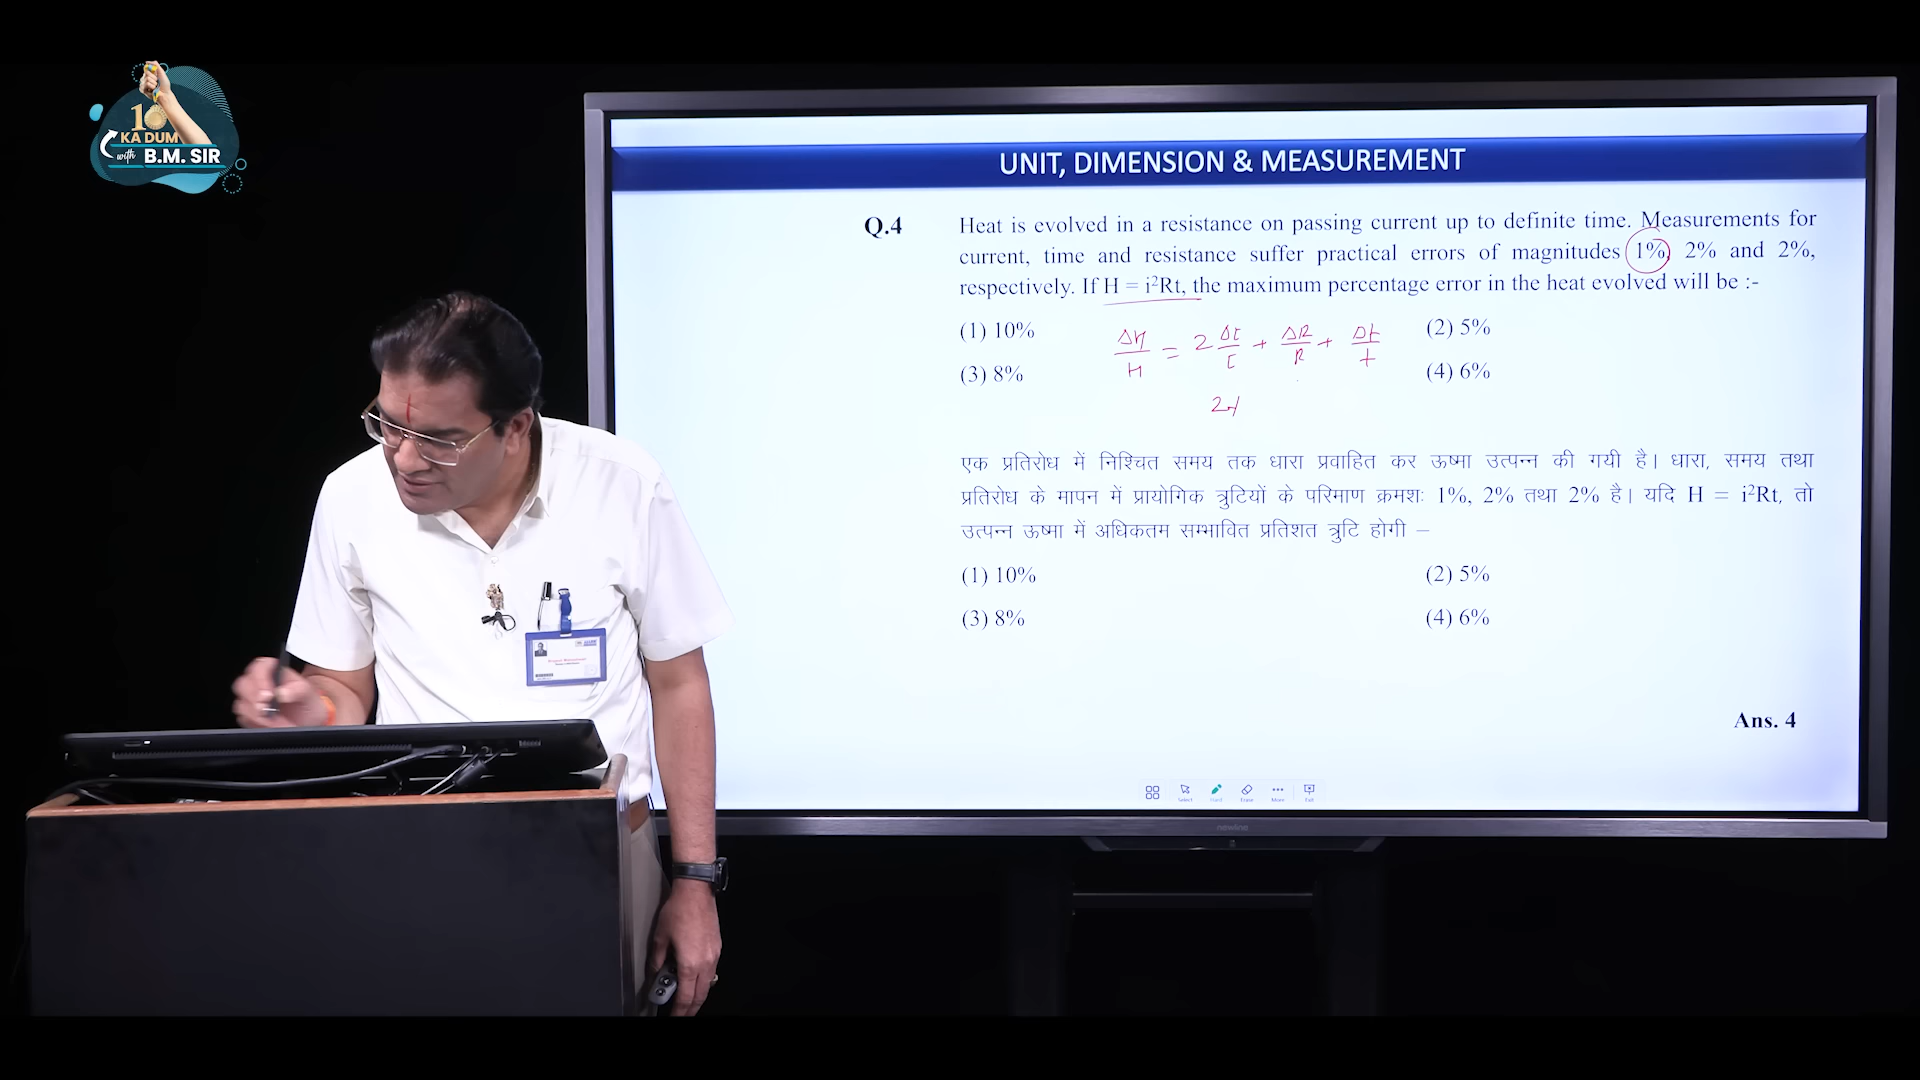 10
KA DUM
with B.M. SIR
UNIT, DIMENSION & MEASUREMENT
Q.4 Heat is evolved in a resistance on passing current up to definite time. Measurements for
current, time and resistance suffer practical errors of magnitudes 1%, 2% and 2%,
respectively. If H = i²Rt, the maximum percentage error in the heat evolved will be :-
(1) 10% (2) 5%
(3) 8% (4) 6%
ΔH/H = 2 Δi/i + ΔR/R + Δt/t
एक प्रतिरोध में निश्चित समय तक धारा प्रवाहित कर ऊष्मा उत्पन्न की गयी है। धारा, समय तथा
प्रतिरोध के मापन में प्रायोगिक त्रुटियों के परिमाण क्रमशः 1%, 2% तथा 2% है। यदि H = i²Rt, तो
उत्पन्न ऊष्मा में अधिकतम सम्भावित प्रतिशत त्रुटि होगी –
(1) 10% (2) 5%
(3) 8% (4) 6%
Ans. 4
Select Erase More Exit
newline